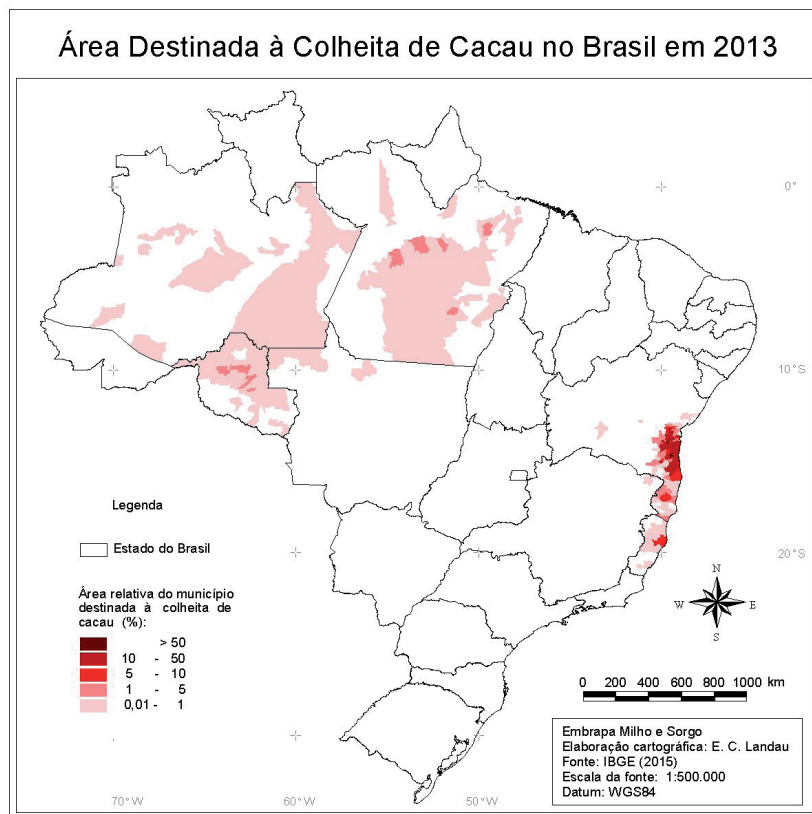 Área Destinada à Colheita de Cacau no Brasil em 2013
0°
10°S
20°S
Legenda
Estado do Brasil
Área relativa do município
destinada à colheita de
cacau (%):
> 50
10 - 50
5 - 10
1 - 5
0,01 - 1
N
W E
S
0 200 400 600 800 1000 km
Embrapa Milho e Sorgo
Elaboração cartográfica: E. C. Landau
Fonte: IBGE (2015)
Escala da fonte: 1:500.000
Datum: WGS84
70°W 60°W 50°W